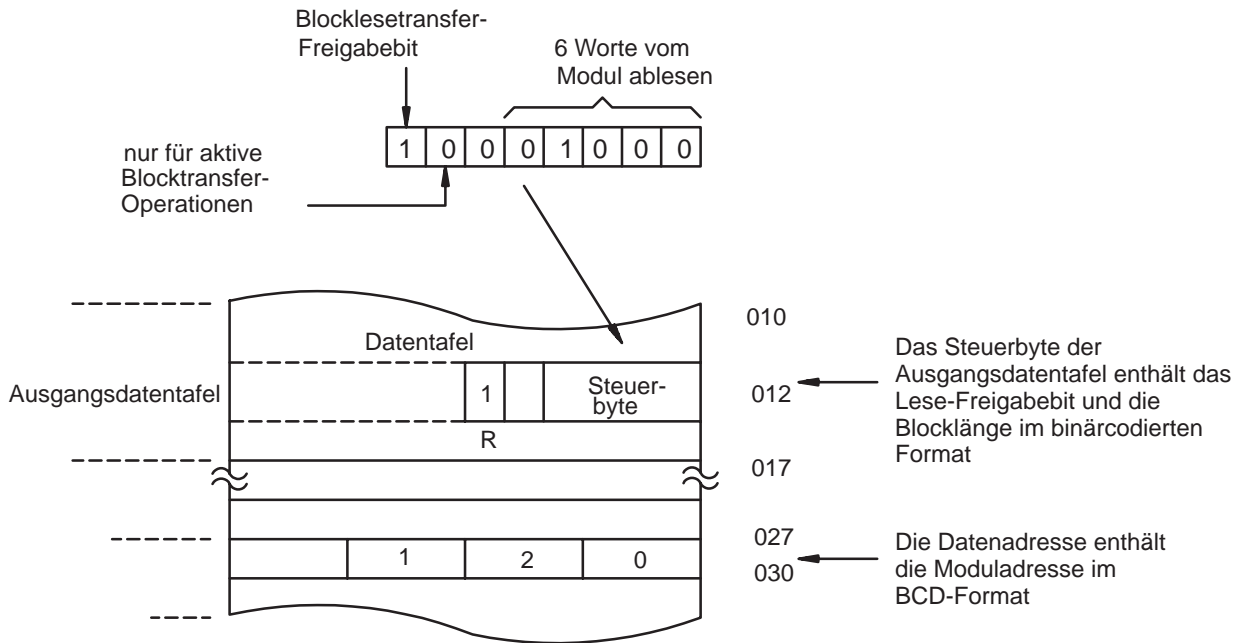 Blocklesetransfer-
Freigabebit
6 Worte vom
Modul ablesen
1 0 0 0 1 0 0 0
nur für aktive
Blocktransfer-
Operationen
010
Datentafel
Ausgangsdatentafel
1
Steuer-
byte
012
Das Steuerbyte der
Ausgangsdatentafel enthält das
Lese-Freigabebit und die
Blocklänge im binärcodierten
Format
R
017
027
1 2 0
030
Die Datenadresse enthält
die Moduladresse im
BCD-Format